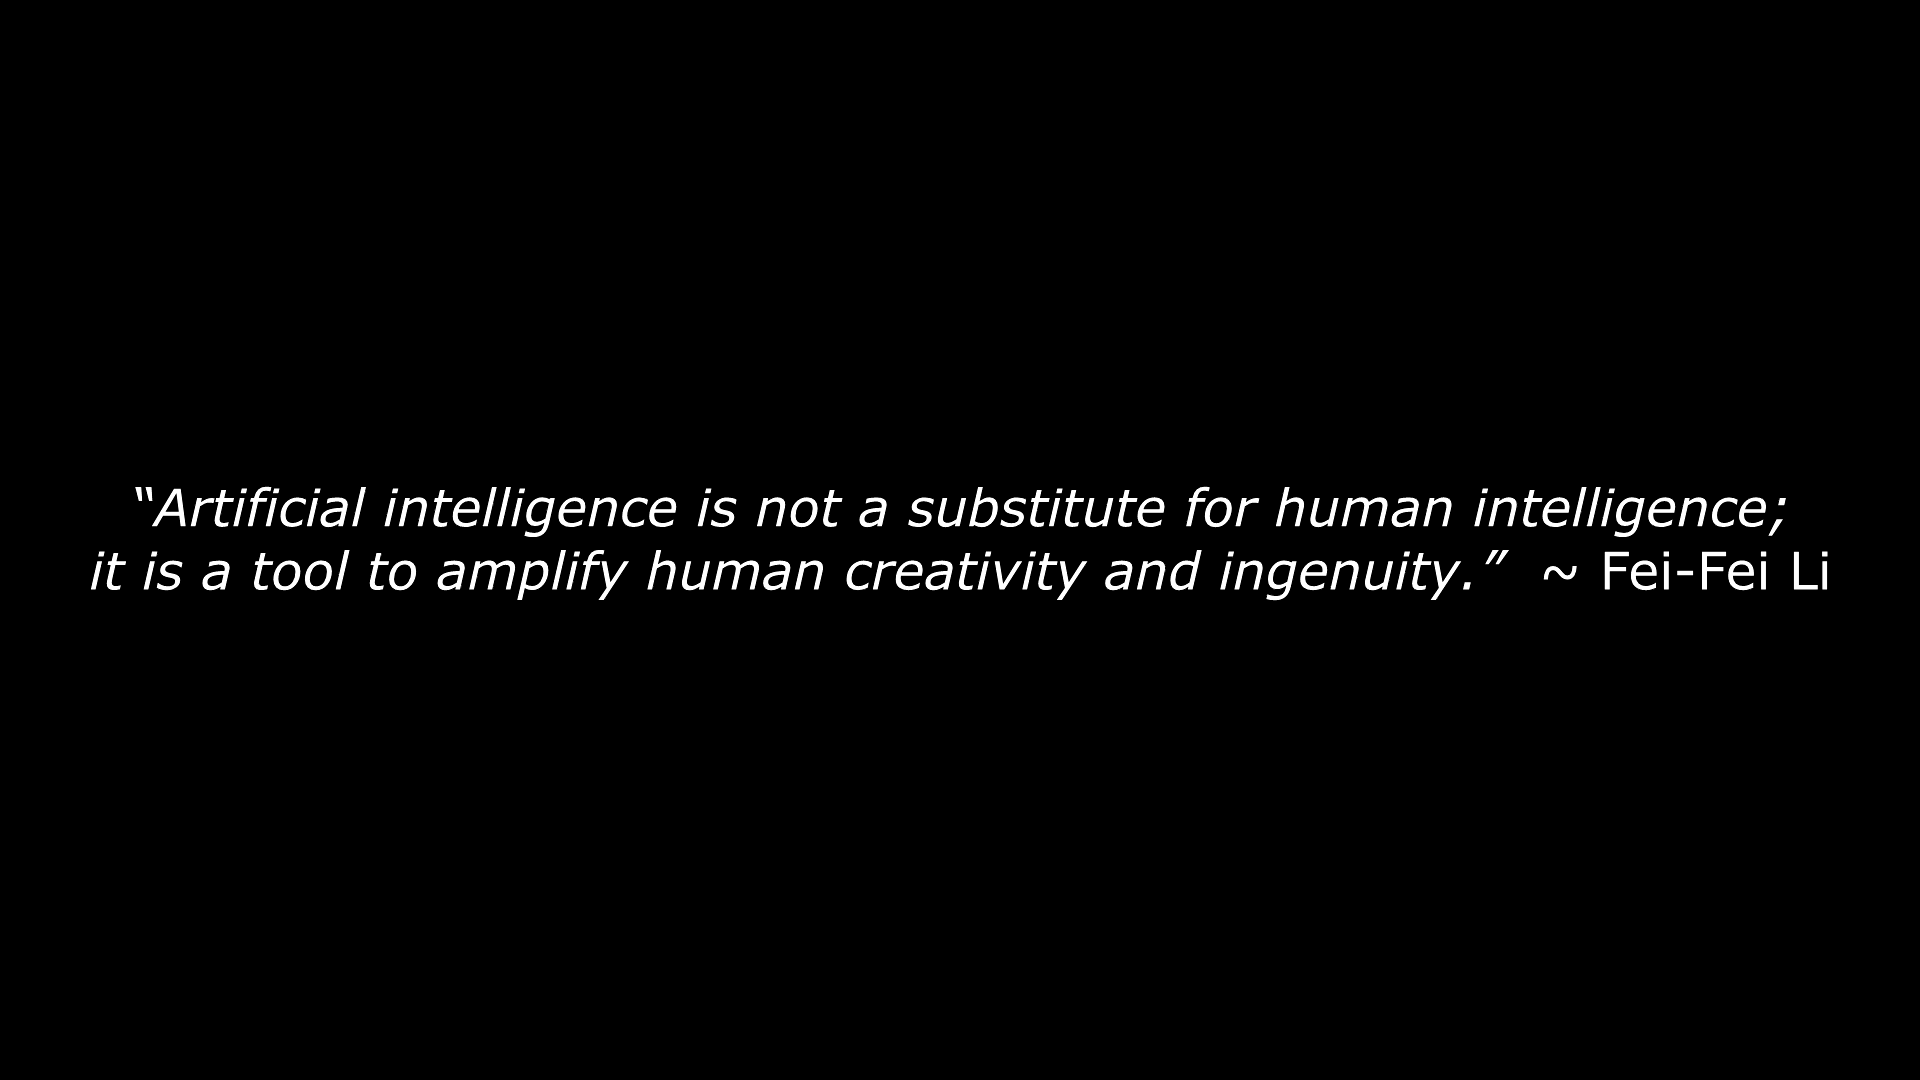 “Artificial intelligence is not a substitute for human intelligence;
it is a tool to amplify human creativity and ingenuity.” ~ Fei-Fei Li